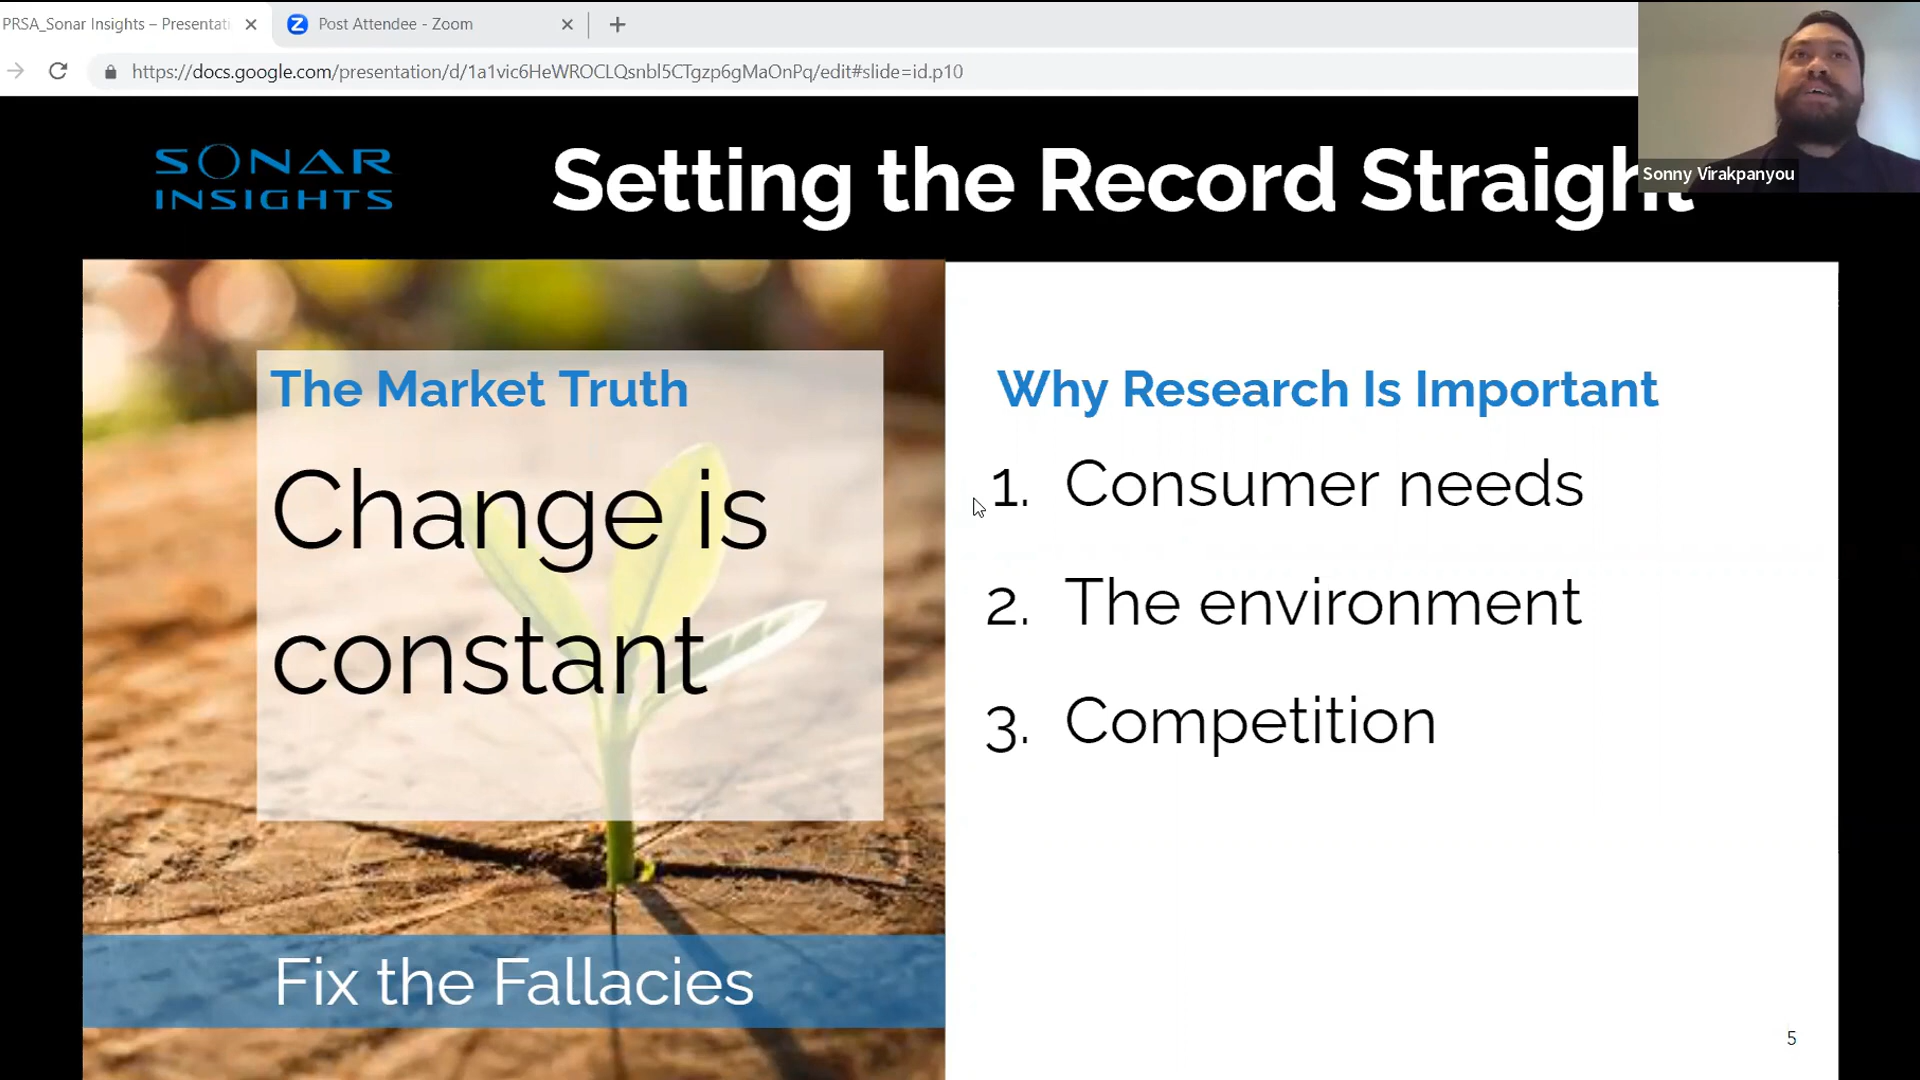 PRSA_Sonar Insights – Presentati
Post Attendee - Zoom
https://docs.google.com/presentation/d/1a1vic6HeWROCLQsnbl5CTgzp6gMaOnPq/edit#slide=id.p10
SONAR
INSIGHTS
Setting the Record Straight
Sonny Virakpanyou
The Market Truth
Change is
constant
Fix the Fallacies
Why Research Is Important
1. Consumer needs
2. The environment
3. Competition
5